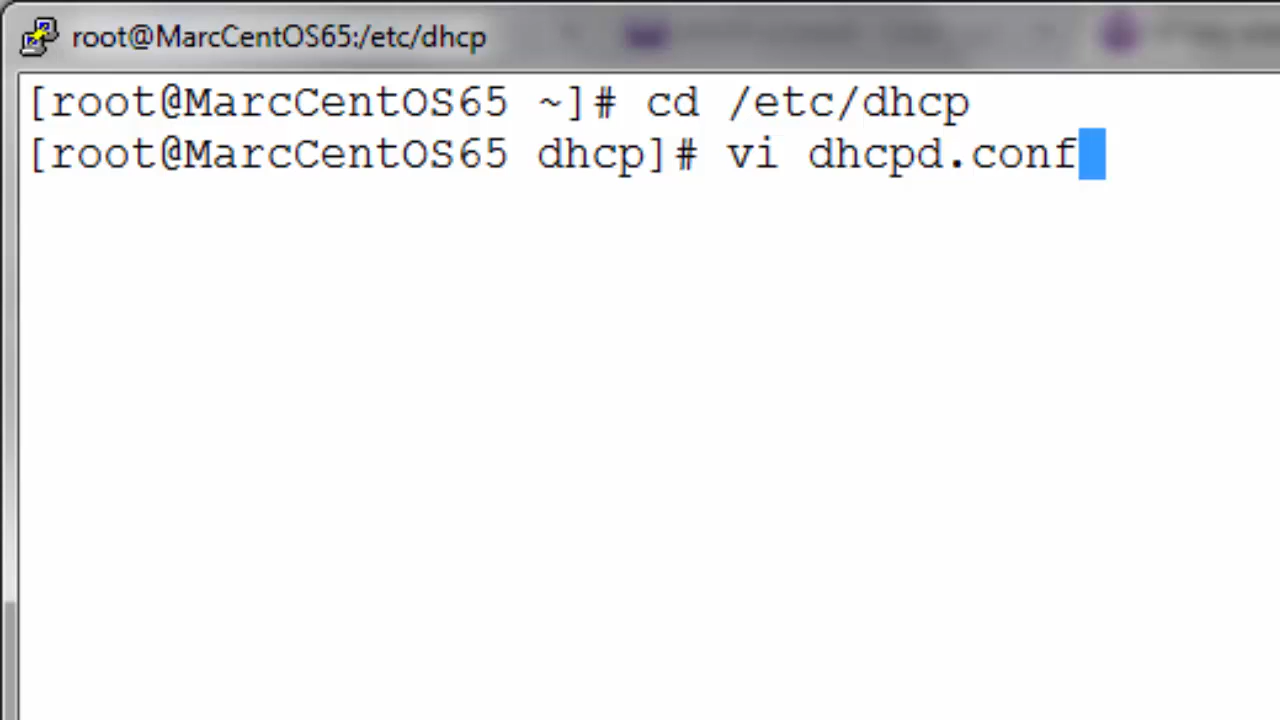 root@MarcCentOS65:/etc/dhcp
[root@MarcCentOS65 ~]# cd /etc/dhcp
[root@MarcCentOS65 dhcp]# vi dhcpd.conf